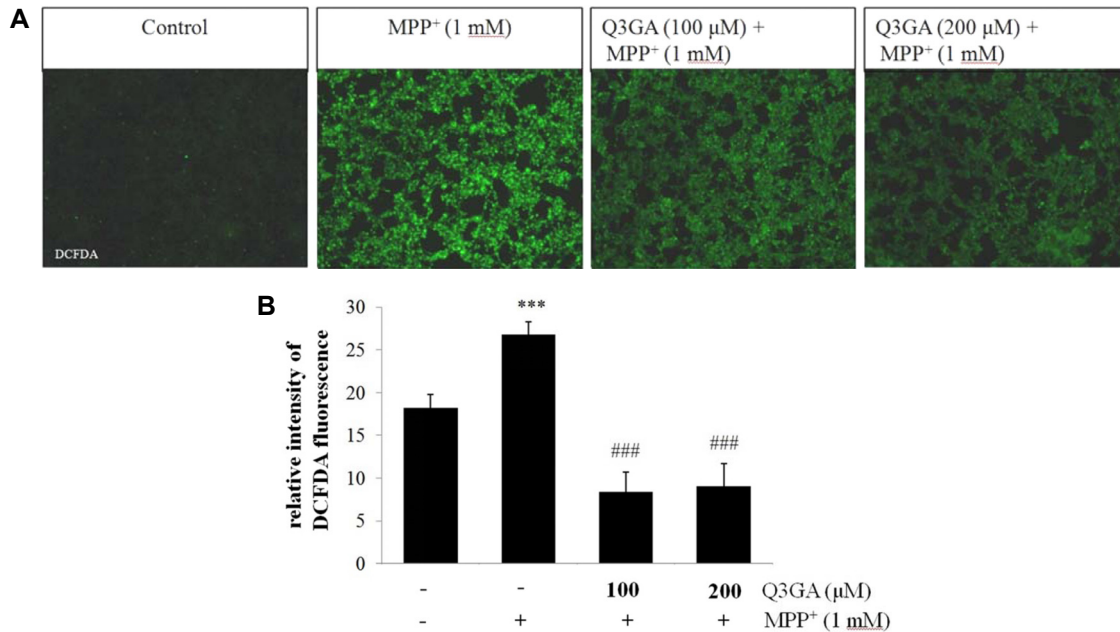 A
Control
MPP⁺ (1 mM)
Q3GA (100 μM) +
MPP⁺ (1 mM)
Q3GA (200 μM) +
MPP⁺ (1 mM)
DCFDA
B
relative intensity of
DCFDA fluorescence
30
25
20
15
10
5
0
***
###
###
- - 100 200 Q3GA (μM)
- + + + MPP⁺ (1 mM)